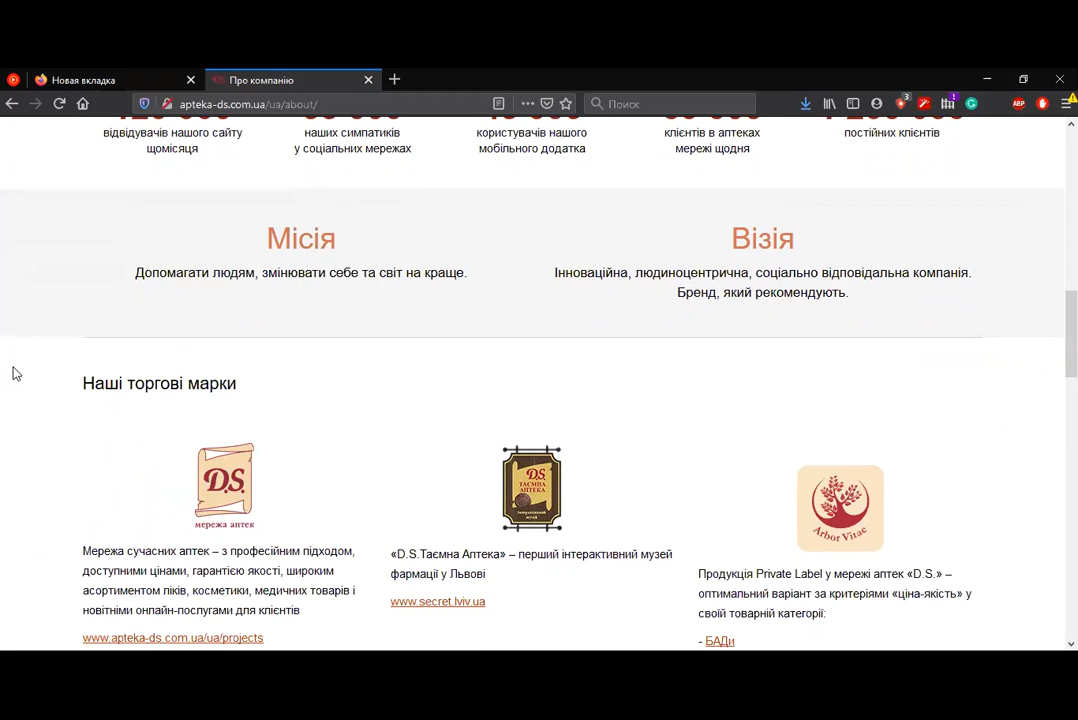 Новая вкладка
Про компанію
apteka-ds.com.ua/ua/about/
Поиск
3
!
ABP
відвідувачів нашого сайту
щомісяця
наших симпатиків
у соціальних мережах
користувачів нашого
мобільного додатка
клієнтів в аптеках
мережі щодня
постійних клієнтів
Місія
Допомагати людям, змінювати себе та світ на краще.
Візія
Інноваційна, людиноцентрична, соціально відповідальна компанія.
Бренд, який рекомендують.
Наші торгові марки
D.S.
мережа аптек
Мережа сучасних аптек – з професійним підходом,
доступними цінами, гарантією якості, широким
асортиментом ліків, косметики, медичних товарів і
новітніми онлайн-послугами для клієнтів
www.apteka-ds.com.ua/ua/projects
D.S.
ТАЄМНА
АПТЕКА
інтерактивний
музей
«D.S.Таємна Аптека» – перший інтерактивний музей
фармації у Львові
www.secret.lviv.ua
Arbor Vitae
Продукція Private Label у мережі аптек «D.S.» –
оптимальний варіант за критеріями «ціна-якість» у
своїй товарній категорії:
- БАДи